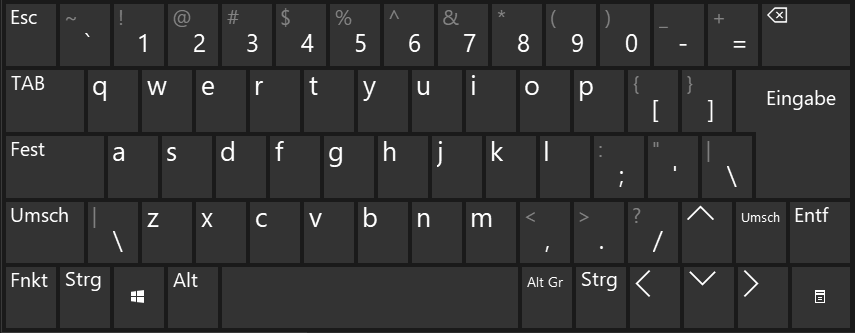 Esc ~ ` ! 1 @ 2 # 3 $ 4 % 5 ^ 6 & 7 * 8 ( 9 ) 0 _ - + =
TAB q w e r t y u i o p { [ } ] Eingabe
Fest a s d f g h j k l : ; " ' | \
Umsch | \ z x c v b n m < , > . ? / Umsch Entf
Fnkt Strg Alt Alt Gr Strg